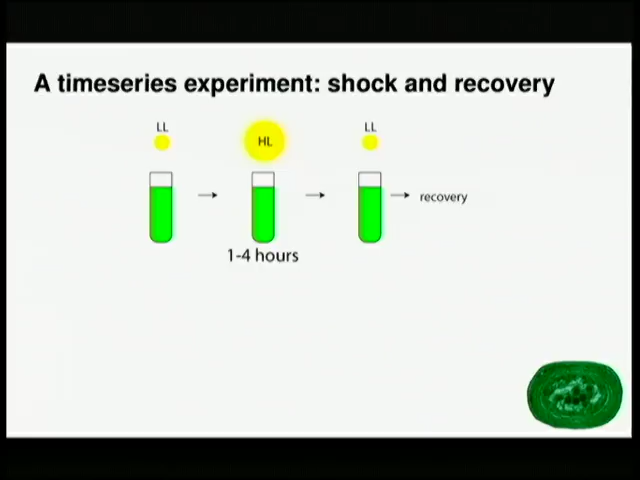 A timeseries experiment: shock and recovery
LL
HL
LL
recovery
1-4 hours